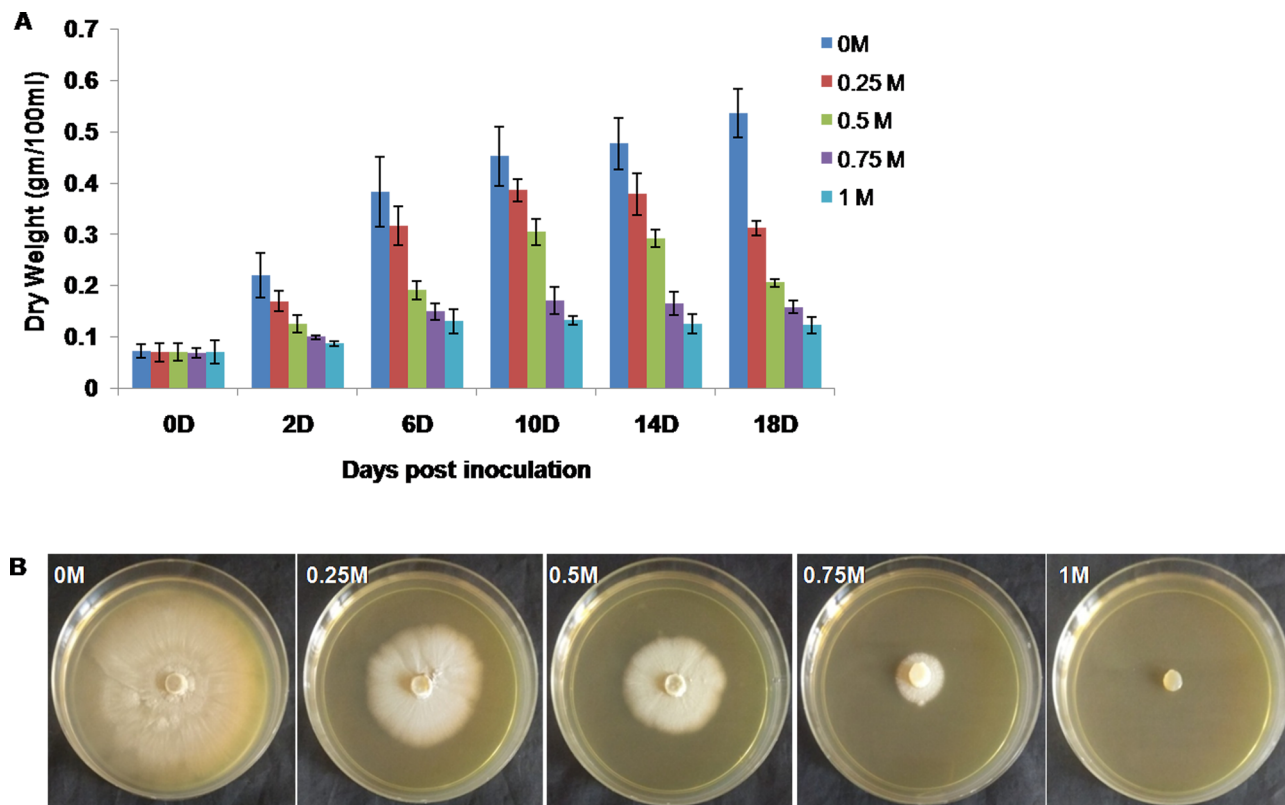 A
0.7
0.6
0.5
0.4
0.3
0.2
0.1
0
Dry Weight (gm/100ml)
0D 2D 6D 10D 14D 18D
Days post inoculation
0M
0.25 M
0.5 M
0.75 M
1 M
B
0M 0.25M 0.5M 0.75M 1M